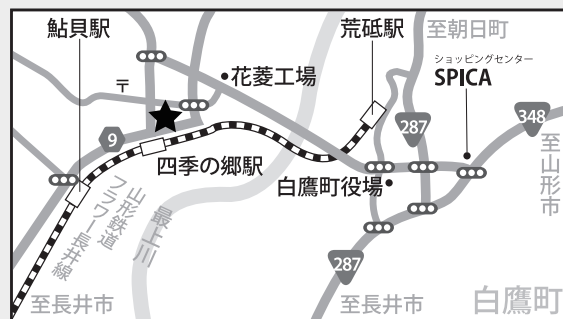 鮎貝駅
荒砥駅
至朝日町
ショッピングセンター
SPICA
〒
花菱工場
348
287
9
至山形市
四季の郷駅
白鷹町役場
山形鉄道
フラワー長井線
最上川
287
至長井市
至長井市
白鷹町